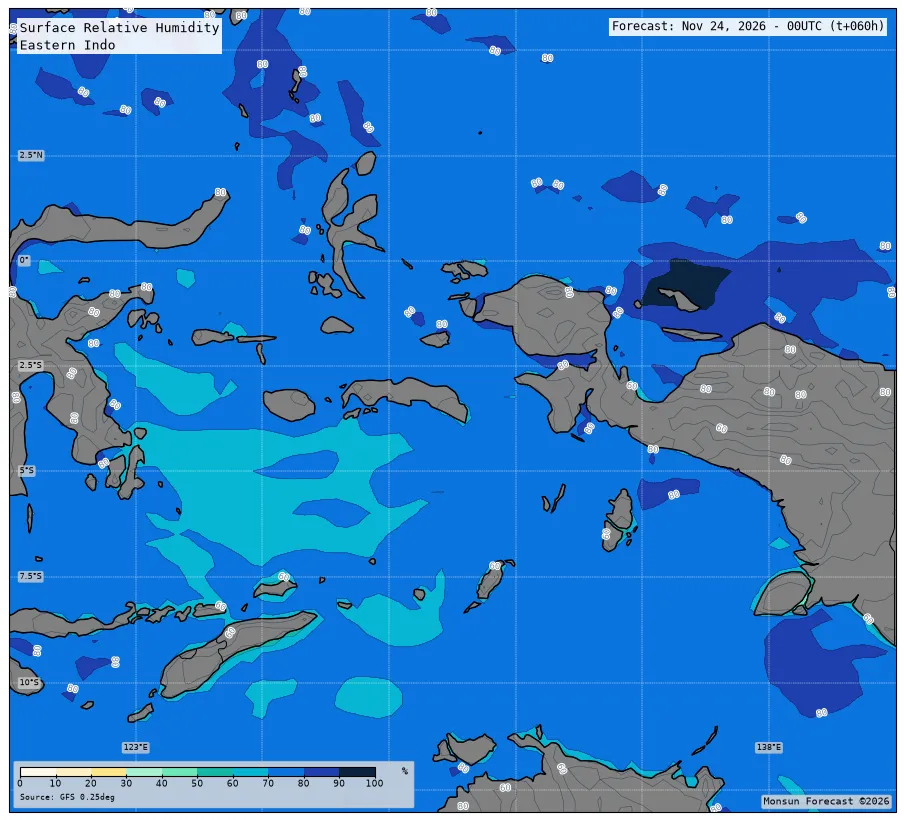 Surface Relative Humidity
Eastern Indo
Forecast: Nov 24, 2026 - 00UTC (t+060h)
2.5°N
0°
2.5°S
5°S
7.5°S
10°S
123°E
138°E
0 10 20 30 40 50 60 70 80 90 100 %
Source: GFS 0.25deg
Monsun Forecast ©2026